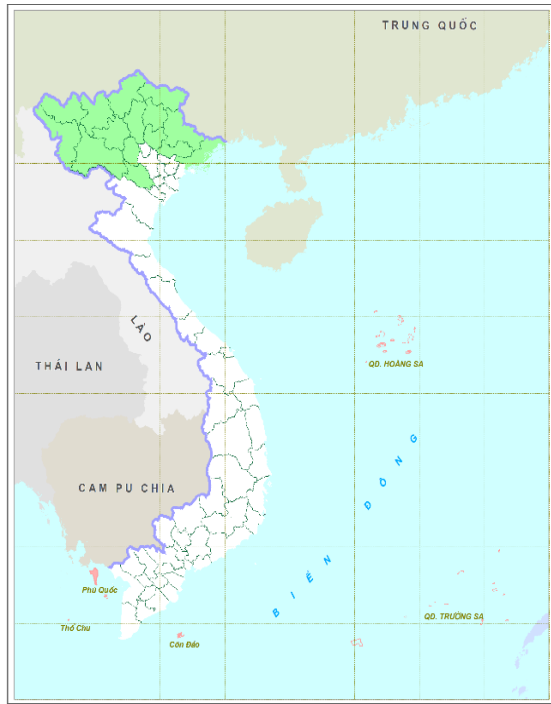 TRUNG QUỐC
LÀO
THÁI LAN
QĐ. HOÀNG SA
CAM PU CHIA
BIỂN ĐÔNG
Phú Quốc
Thổ Chu
Côn Đảo
QĐ. TRƯỜNG SA